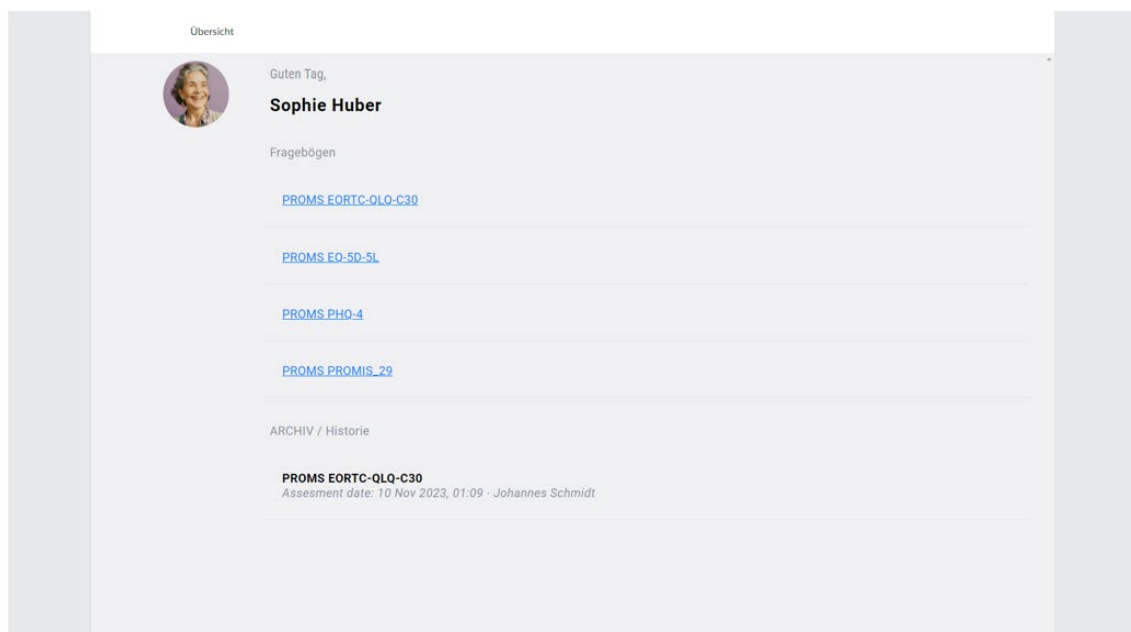 Übersicht
Guten Tag,
Sophie Huber
Fragebögen
PROMS EORTC-QLQ-C30
PROMS EQ-5D-5L
PROMS PHQ-4
PROMS PROMIS_29
ARCHIV / Historie
PROMS EORTC-QLQ-C30
Assesment date: 10 Nov 2023, 01:09 · Johannes Schmidt